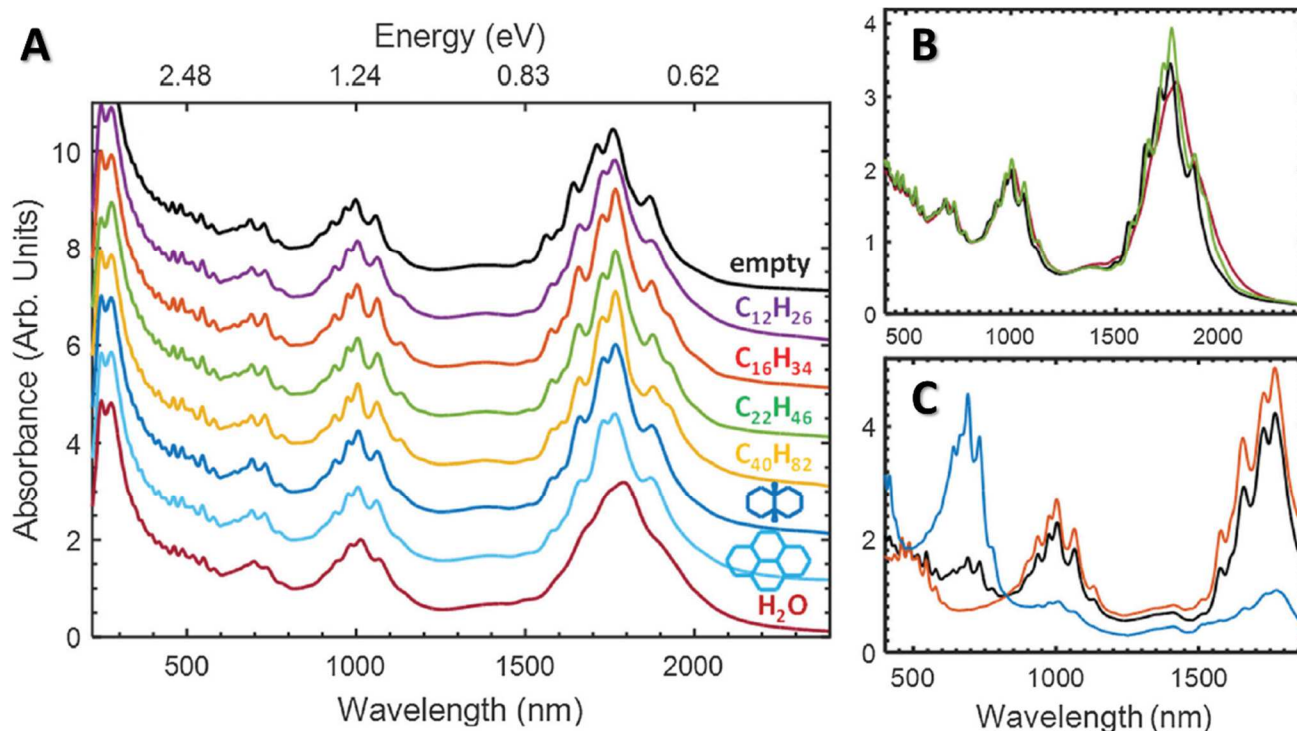 A
Energy (eV)
2.48 1.24 0.83 0.62
Absorbance (Arb. Units)
10
8
6
4
2
0
empty
C₁₂H₂₆
C₁₆H₃₄
C₂₂H₄₆
C₄₀H₈₂
H₂O
500 1000 1500 2000
Wavelength (nm)
B
4
3
2
1
0
500 1000 1500 2000
C
4
2
0
500 1000 1500
Wavelength (nm)